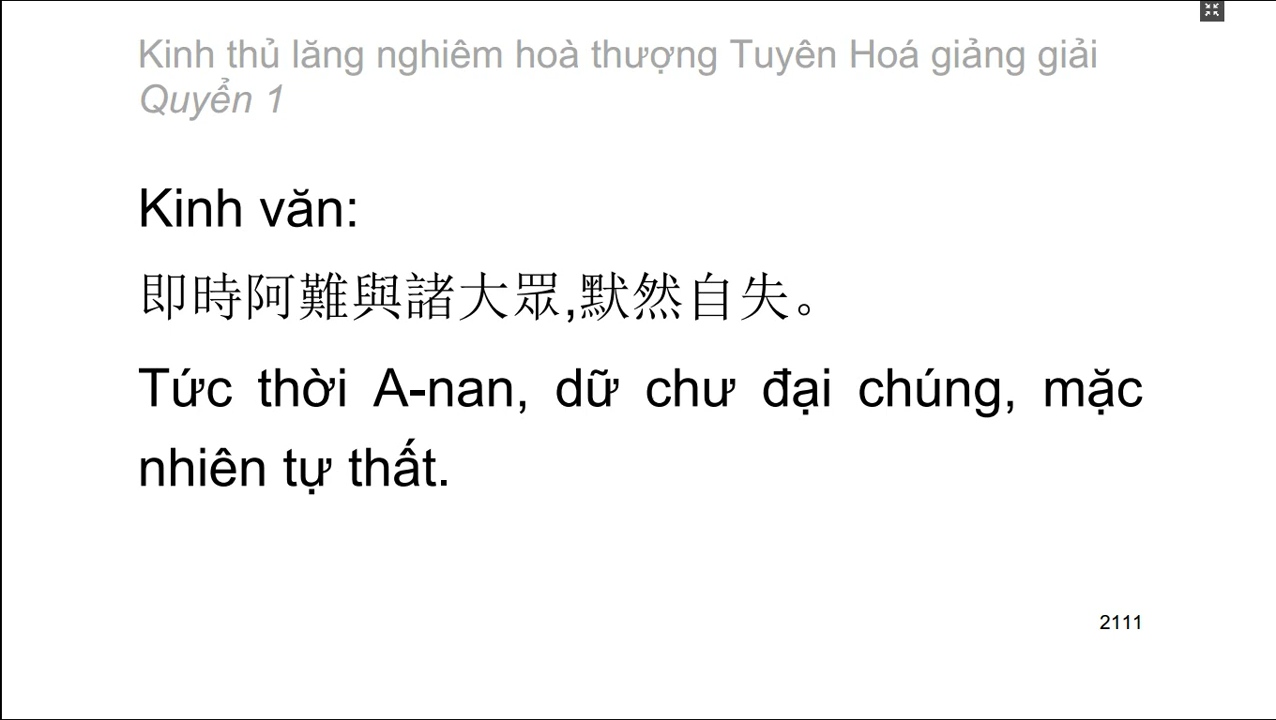 Kinh thủ lăng nghiêm hoà thượng Tuyên Hoá giảng giải
Quyển 1
Kinh văn:
即時阿難與諸大眾,默然自失。
Tức thời A-nan, dữ chư đại chúng, mặc
nhiên tự thất.
2111